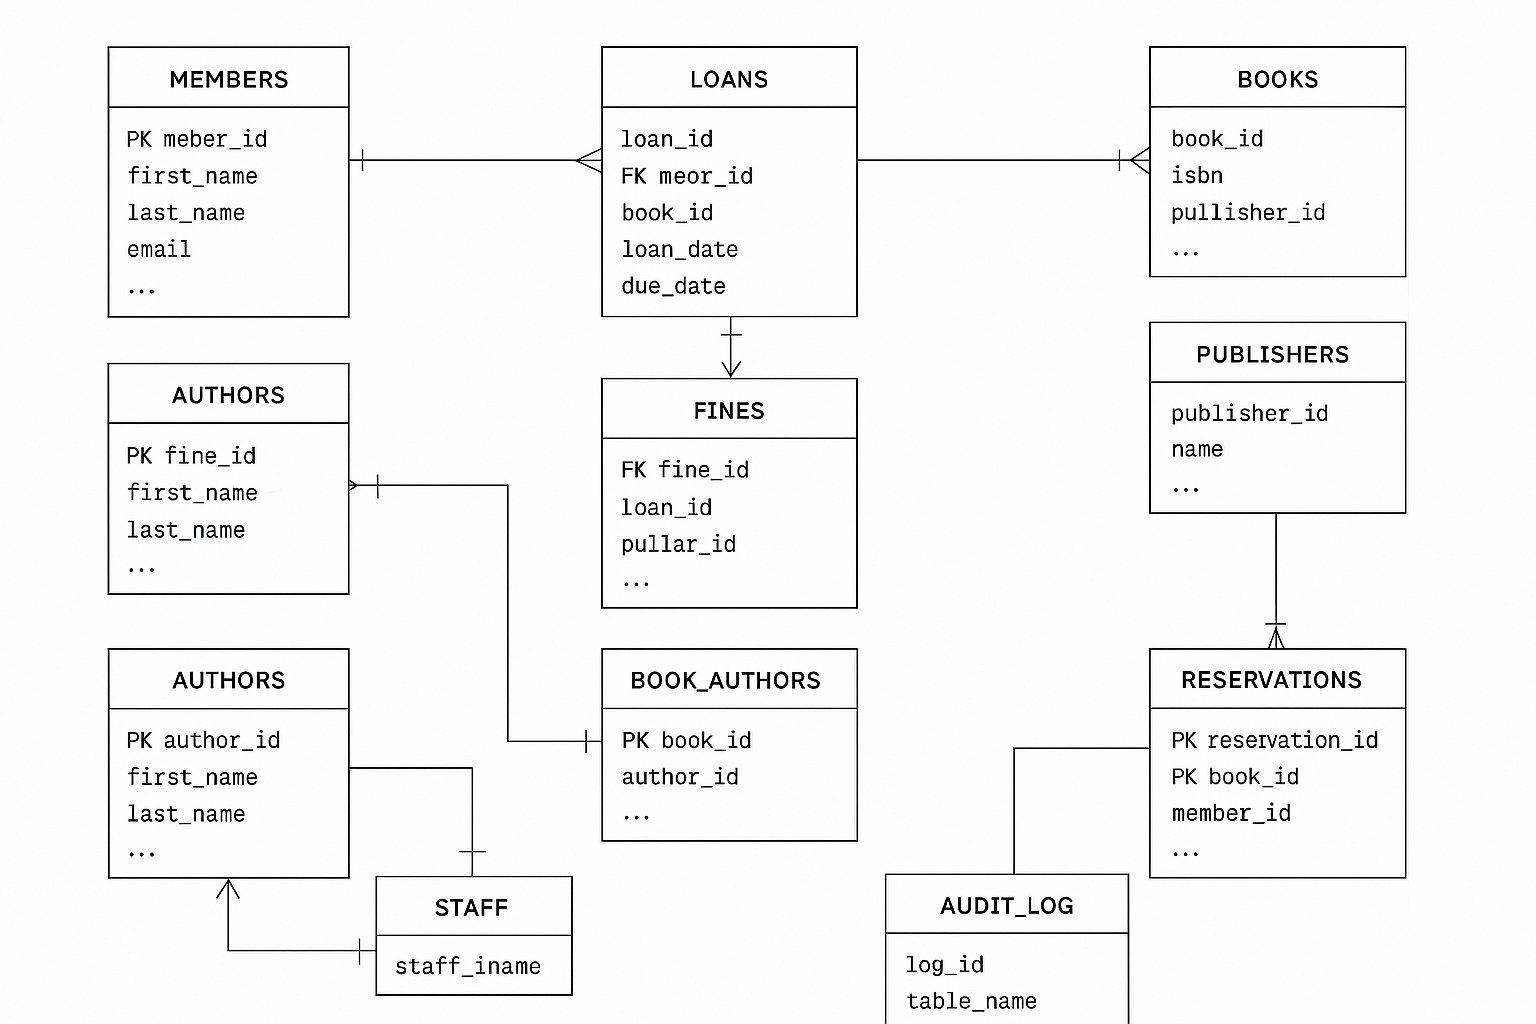 MEMBERS
PK meber_id
first_name
last_name
email
...
LOANS
loan_id
FK meor_id
book_id
loan_date
due_date
BOOKS
book_id
isbn
pullisher_id
...
AUTHORS
PK fine_id
first_name
last_name
...
FINES
FK fine_id
loan_id
pullar_id
...
PUBLISHERS
publisher_id
name
...
AUTHORS
PK author_id
first_name
last_name
...
BOOK_AUTHORS
PK book_id
author_id
...
RESERVATIONS
PK reservation_id
PK book_id
member_id
...
STAFF
staff_iname
AUDIT_LOG
log_id
table_name